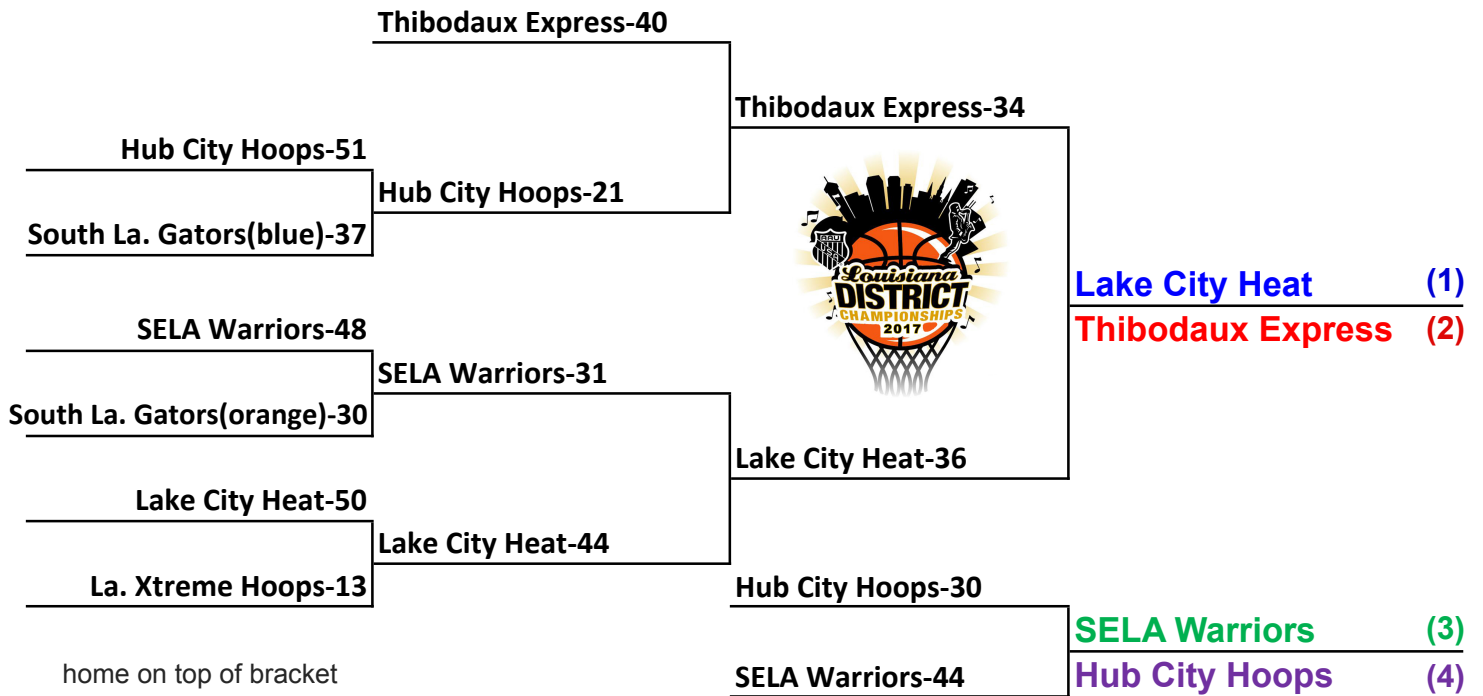 Thibodaux Express-40
Thibodaux Express-34
Hub City Hoops-51
Hub City Hoops-21
South La. Gators(blue)-37
AAU
USA
Louisiana
DISTRICT
CHAMPIONSHIPS
2017
Lake City Heat (1)
Thibodaux Express (2)
SELA Warriors-48
SELA Warriors-31
South La. Gators(orange)-30
Lake City Heat-36
Lake City Heat-50
Lake City Heat-44
La. Xtreme Hoops-13
Hub City Hoops-30
SELA Warriors (3)
home on top of bracket
SELA Warriors-44
Hub City Hoops (4)